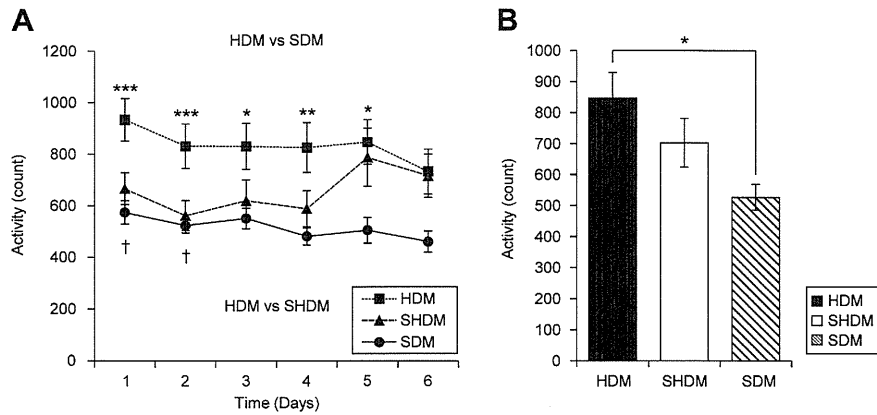 A
HDM vs SDM
1200
1000
800
600
400
200
0
Activity (count)
***
***
*
**
*
†
†
HDM vs SHDM
HDM
SHDM
SDM
1 2 3 4 5 6
Time (Days)
B
*
1000
900
800
700
600
500
400
300
200
100
0
Activity (count)
HDM SHDM SDM
HDM
SHDM
SDM